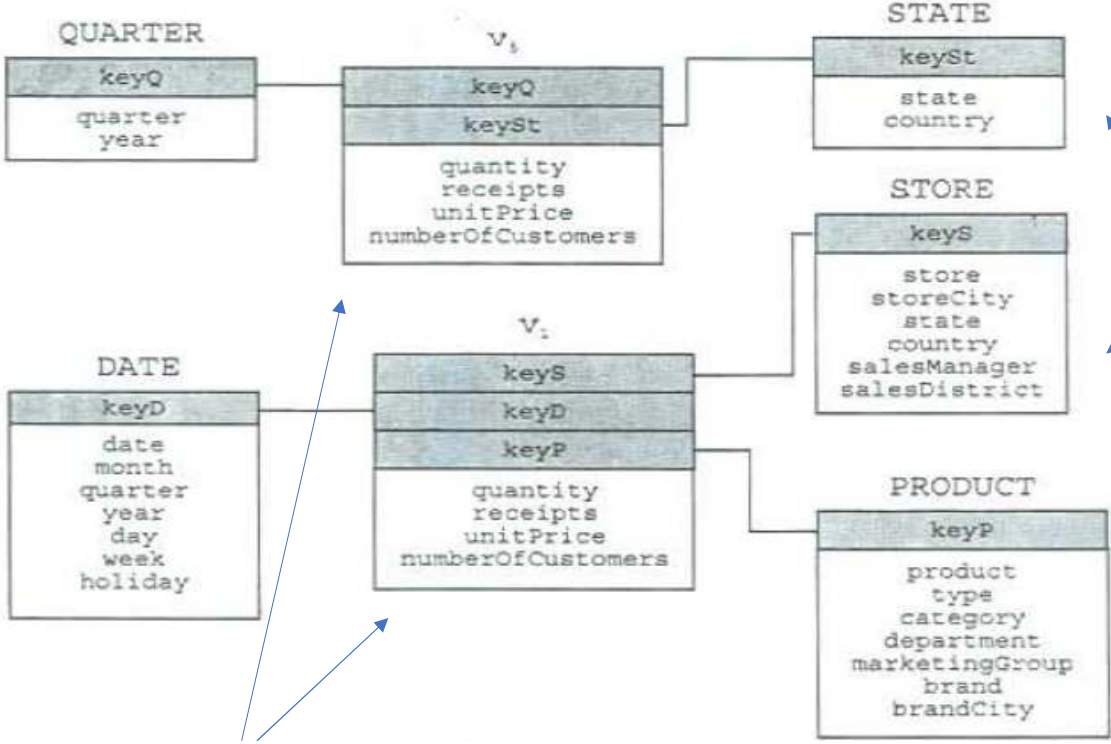 QUARTER
keyQ
quarter
year
V5
keyQ
keySt
quantity
receipts
unitPrice
numberOfCustomers
STATE
keySt
state
country
STORE
keyS
store
storeCity
state
country
salesManager
salesDistrict
DATE
keyD
date
month
quarter
year
day
week
holiday
V1
keyS
keyD
keyP
quantity
receipts
unitPrice
numberOfCustomers
PRODUCT
keyP
product
type
category
department
marketingGroup
brand
brandCity